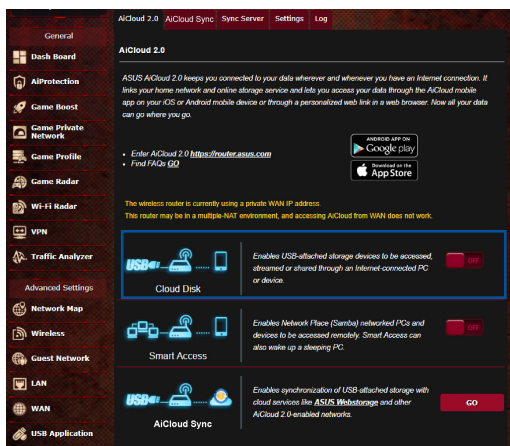 AiCloud 2.0 AiCloud Sync Sync Server Settings Log
General
Dash Board
AiProtection
Game Boost
Game Private
Network
Game Profile
Game Radar
Wi-Fi Radar
VPN
Traffic Analyzer
Advanced Settings
Network Map
Wireless
Guest Network
LAN
WAN
USB Application
AiCloud 2.0
ASUS AiCloud 2.0 keeps you connected to your data wherever and whenever you have an Internet connection. It
links your home network and online storage service and lets you access your data through the AiCloud mobile
app on your iOS or Android mobile device or through a personalized web link in a web browser. Now all your data
can go where you go.
• Enter AiCloud 2.0 https://router.asus.com
• Find FAQs GO
ANDROID APP ON
Google play
Download on the
App Store
The wireless router is currently using a private WAN IP address.
This router may be in a multiple-NAT environment, and accessing AiCloud from WAN does not work.
USB
Cloud Disk
Enables USB-attached storage devices to be accessed,
streamed or shared through an Internet-connected PC
or device.
OFF
Smart Access
Enables Network Place (Samba) networked PCs and
devices to be accessed remotely. Smart Access can
also wake up a sleeping PC.
OFF
USB
AiCloud Sync
Enables synchronization of USB-attached storage with
cloud services like ASUS Webstorage and other
AiCloud 2.0-enabled networks.
GO